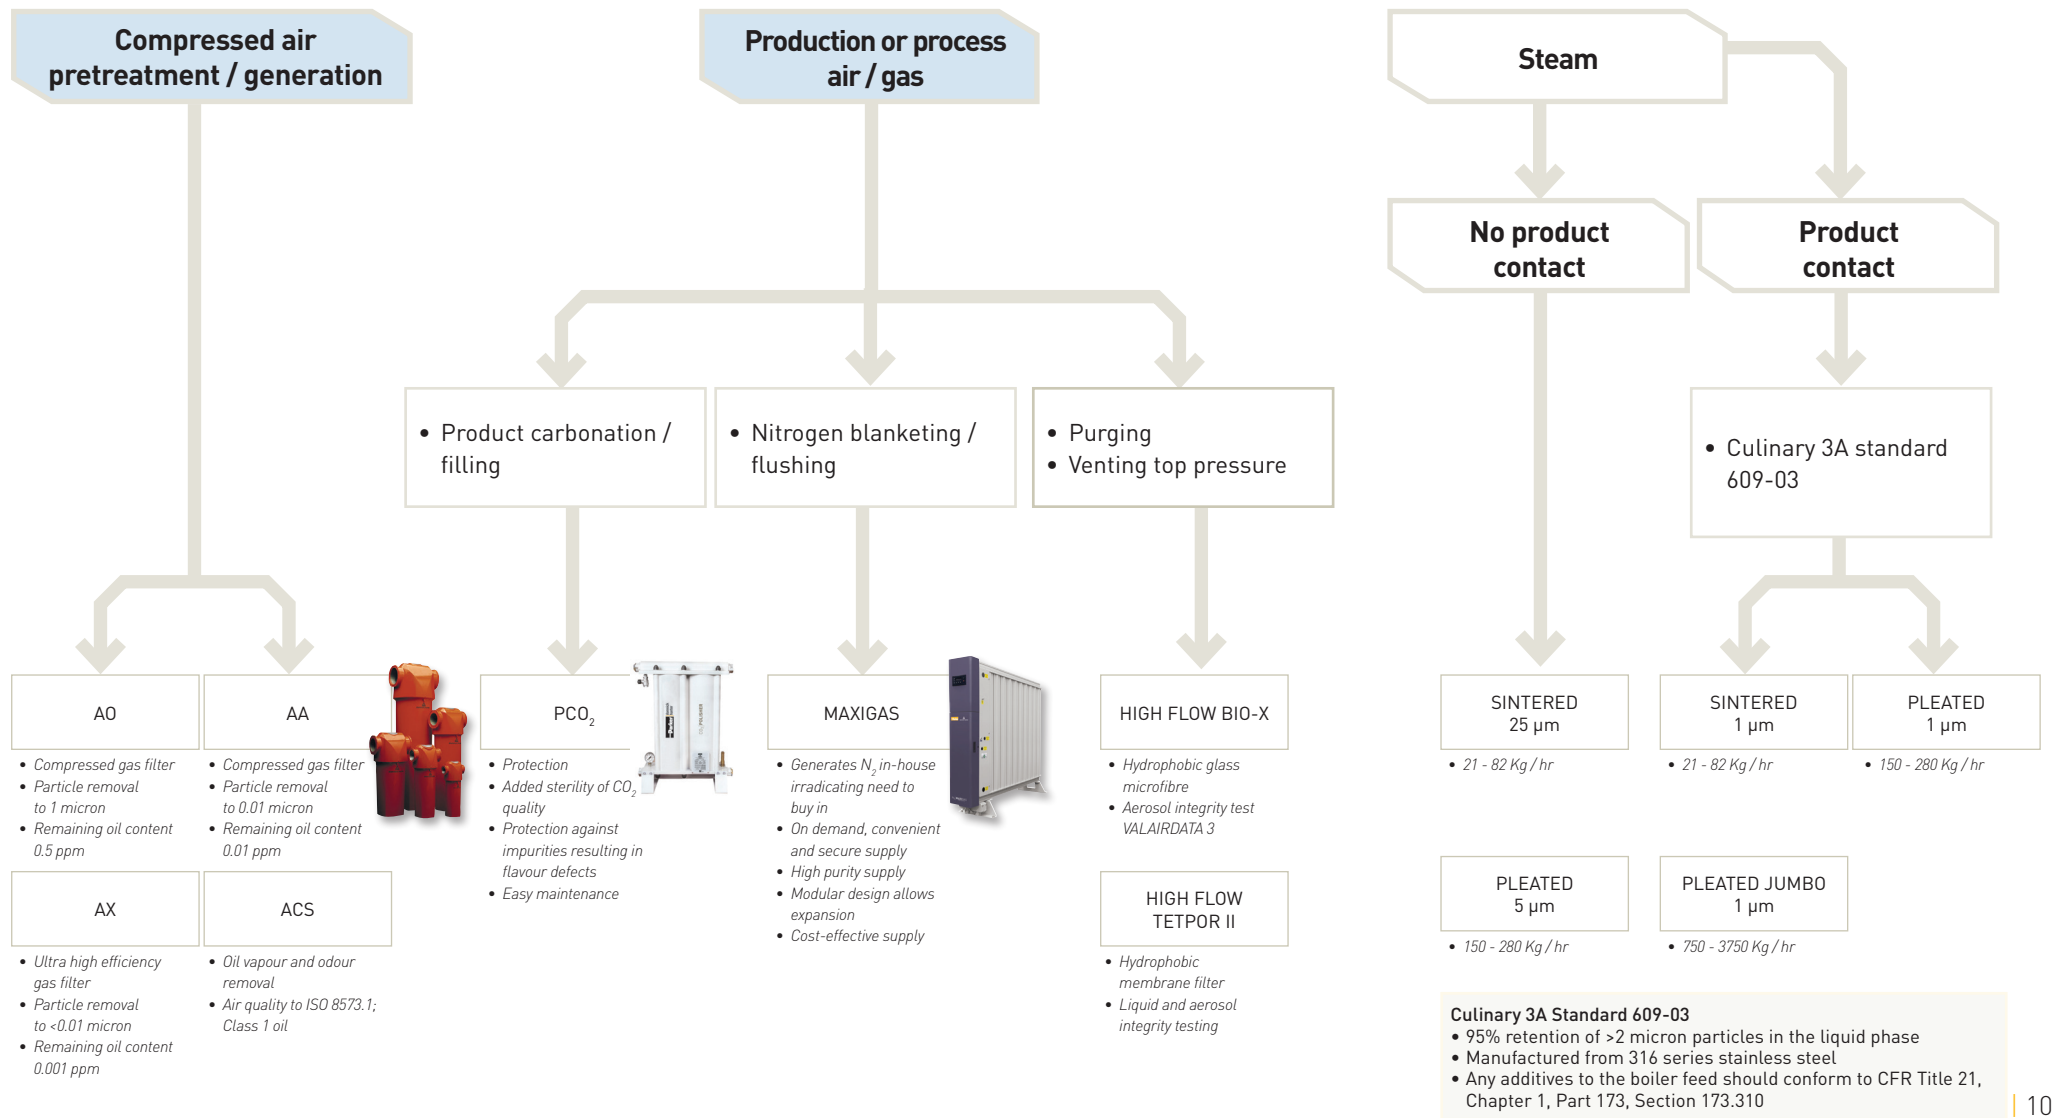 Compressed air
pretreatment / generation
Production or process
air / gas
Steam
No product
contact
Product
contact
• Product carbonation /
filling
• Nitrogen blanketing /
flushing
• Purging
• Venting top pressure
• Culinary 3A standard
609-03
AO
• Compressed gas filter
• Particle removal
to 1 micron
• Remaining oil content
0.5 ppm
AA
• Compressed gas filter
• Particle removal
to 0.01 micron
• Remaining oil content
0.01 ppm
AX
• Ultra high efficiency
gas filter
• Particle removal
to <0.01 micron
• Remaining oil content
0.001 ppm
ACS
• Oil vapour and odour
removal
• Air quality to ISO 8573.1;
Class 1 oil
PCO₂
• Protection
• Added sterility of CO₂
quality
• Protection against
impurities resulting in
flavour defects
• Easy maintenance
MAXIGAS
• Generates N₂ in-house
irradicating need to
buy in
• On demand, convenient
and secure supply
• High purity supply
• Modular design allows
expansion
• Cost-effective supply
HIGH FLOW BIO-X
• Hydrophobic glass
microfibre
• Aerosol integrity test
VALAIRDATA 3
HIGH FLOW
TETPOR II
• Hydrophobic
membrane filter
• Liquid and aerosol
integrity testing
SINTERED
25 µm
• 21 - 82 Kg / hr
PLEATED
5 µm
• 150 - 280 Kg / hr
SINTERED
1 µm
• 21 - 82 Kg / hr
PLEATED
1 µm
• 150 - 280 Kg / hr
PLEATED JUMBO
1 µm
• 750 - 3750 Kg / hr
Culinary 3A Standard 609-03
• 95% retention of >2 micron particles in the liquid phase
• Manufactured from 316 series stainless steel
• Any additives to the boiler feed should conform to CFR Title 21,
Chapter 1, Part 173, Section 173.310
10